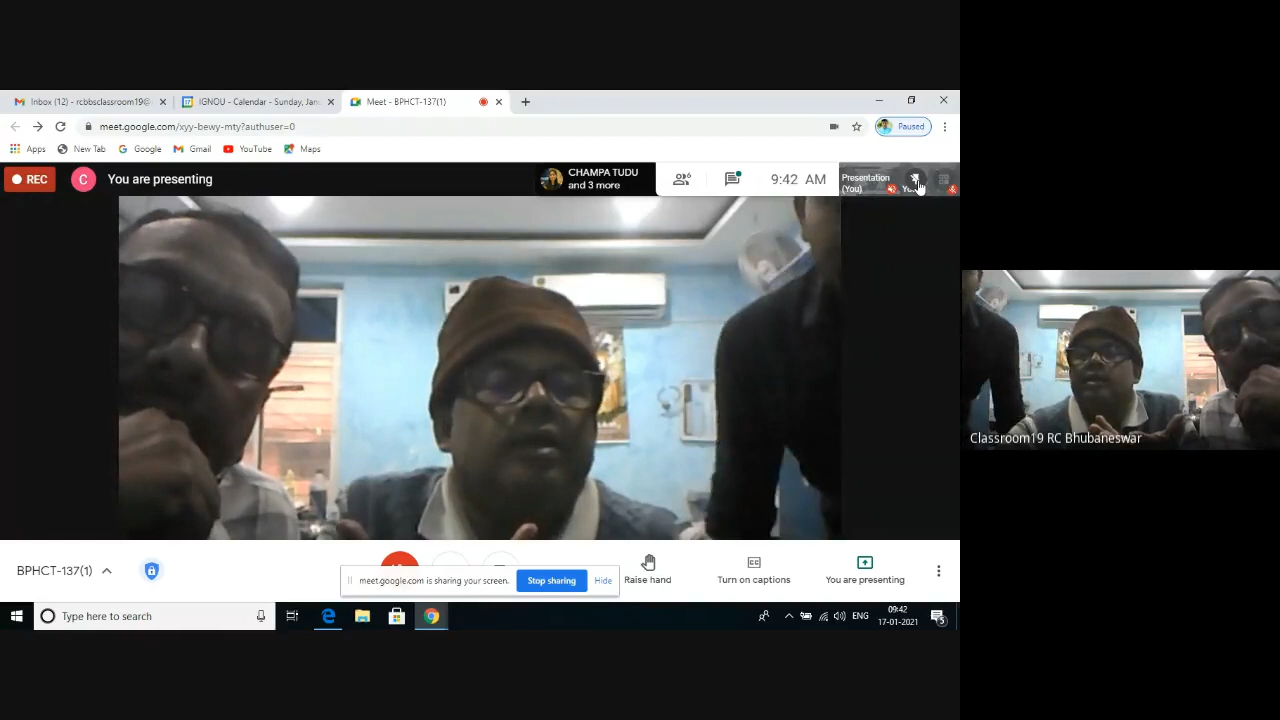 Inbox (12) - rcbbsclassroom19@
IGNOU - Calendar - Sunday, Jan
Meet - BPHCT-137(1)
meet.google.com/xyy-bewy-mty?authuser=0
Paused
Apps
New Tab
Google
Gmail
YouTube
Maps
REC
C
You are presenting
CHAMPA TUDU
and 3 more
6
9:42 AM
Presentation
(You)
Classroom19 RC Bhubaneswar
BPHCT-137(1)
meet.google.com is sharing your screen.
Stop sharing
Hide
Raise hand
CC
Turn on captions
You are presenting
Type here to search
ENG
09:42
17-01-2021
5